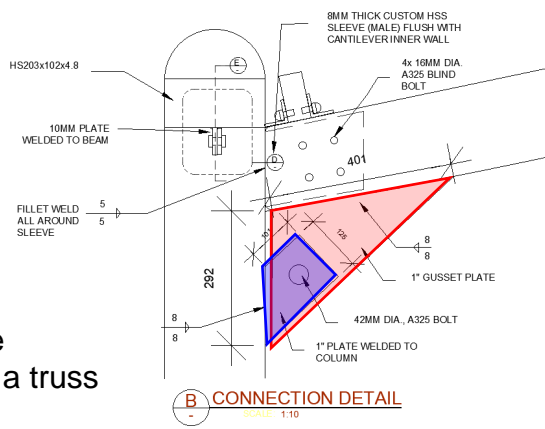 8MM THICK CUSTOM HSS
SLEEVE (MALE) FLUSH WITH
CANTILEVER INNER WALL
HS203x102x4.8
E
-
4x 16MM DIA.
A325 BLIND
BOLT
10MM PLATE
WELDED TO BEAM
D
-
401
FILLET WELD
ALL AROUND
SLEEVE
5
5
101
126
8
8
292
1" GUSSET PLATE
8
8
42MM DIA., A325 BOLT
1" PLATE WELDED TO
COLUMN
e
a truss
B
-
CONNECTION DETAIL
SCALE 1:10